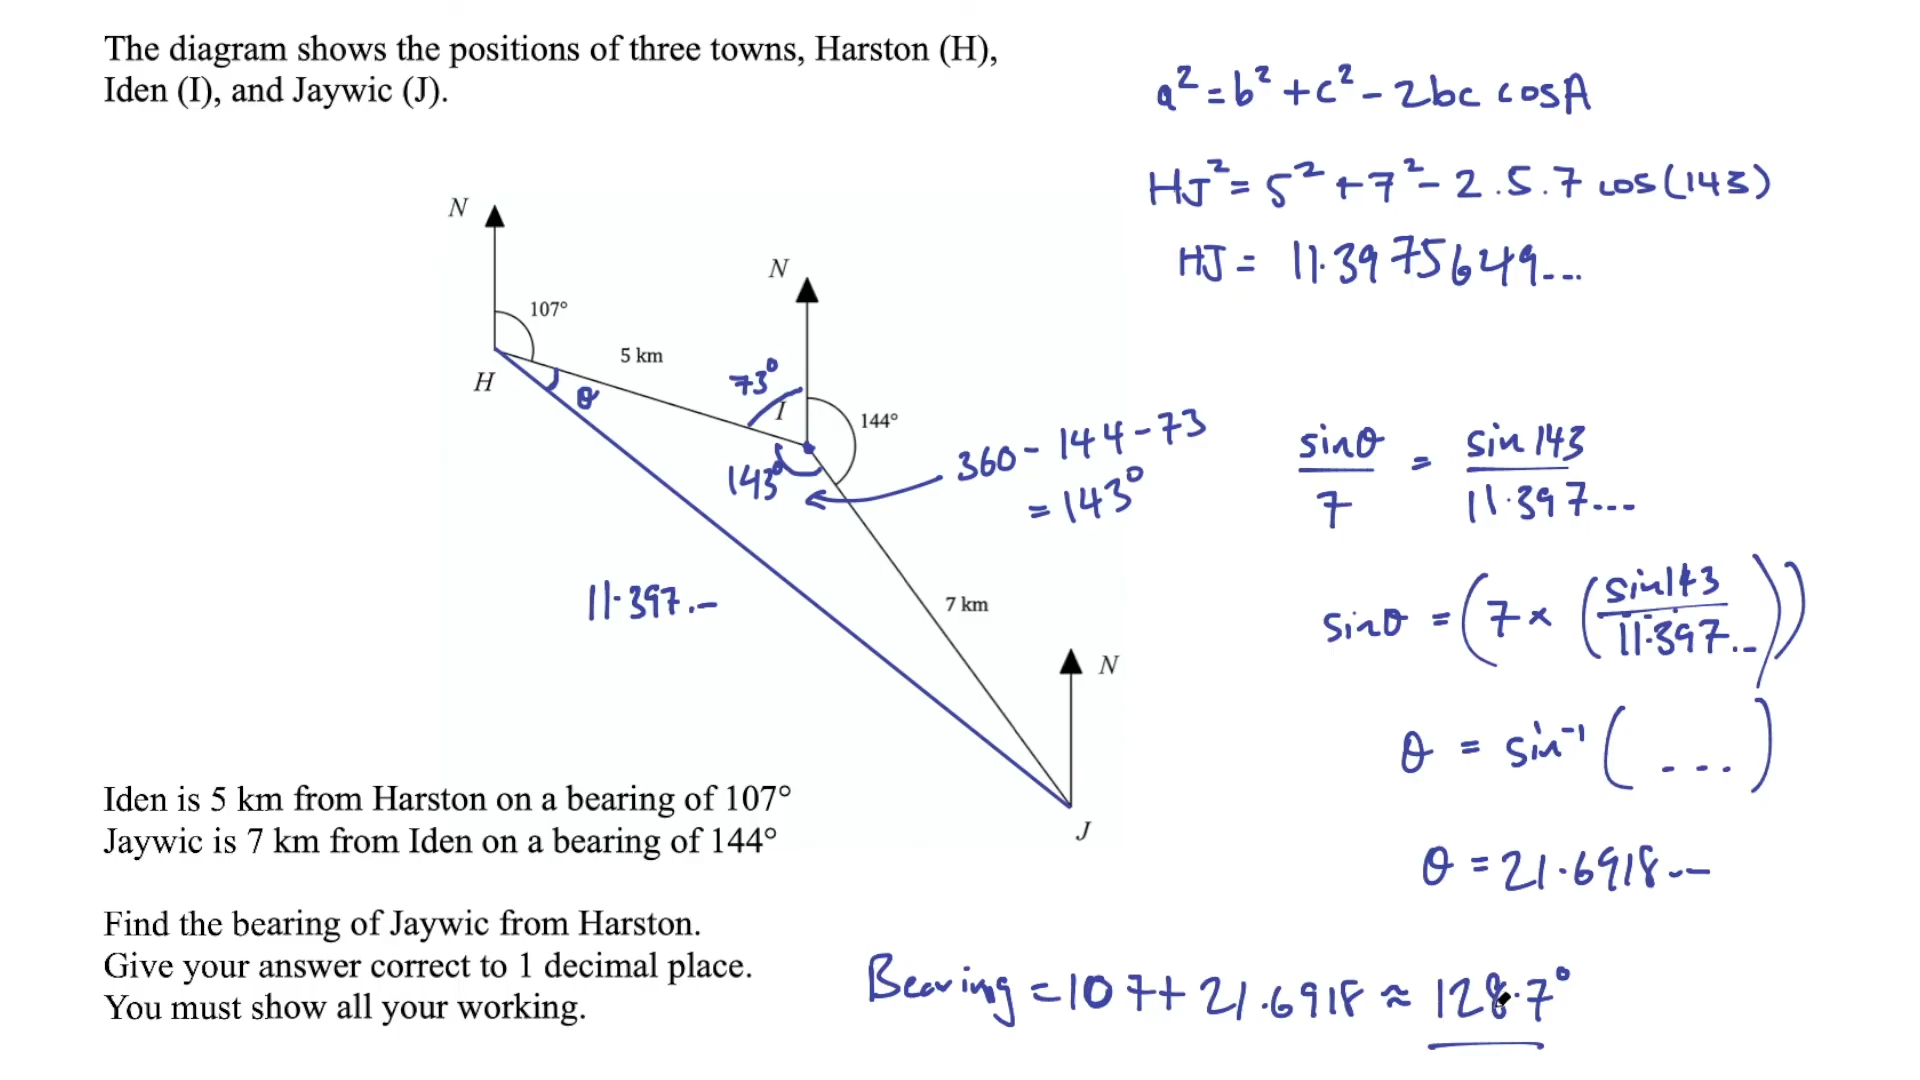 The diagram shows the positions of three towns, Harston (H),
Iden (I), and Jaywic (J).
a² = b² + c² - 2bc cosA
HJ² = 5² + 7² - 2.5.7 cos(143)
HJ = 11.3975649...
N
107°
5 km
H
θ
N
73°
I
144°
143°
360 - 144 - 73
= 143°
11.397..
7 km
N
J
sinθ/7 = sin 143/11.397...
sinθ = (7 × (sin143/11.397..))
θ = sin⁻¹(...)
θ = 21.6918...
Iden is 5 km from Harston on a bearing of 107°
Jaywic is 7 km from Iden on a bearing of 144°
Find the bearing of Jaywic from Harston.
Give your answer correct to 1 decimal place.
You must show all your working.
Bearing = 107 + 21.6918 ≈ 128.7°